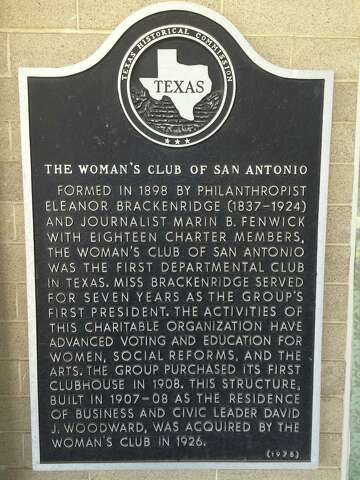 TEXAS HISTORICAL COMMISSION
TEXAS
THE WOMAN'S CLUB OF SAN ANTONIO
FORMED IN 1898 BY PHILANTHROPIST
ELEANOR BRACKENRIDGE (1837-1924)
AND JOURNALIST MARIN B. FENWICK
WITH EIGHTEEN CHARTER MEMBERS,
THE WOMAN'S CLUB OF SAN ANTONIO
WAS THE FIRST DEPARTMENTAL CLUB
IN TEXAS. MISS BRACKENRIDGE SERVED
FOR SEVEN YEARS AS THE GROUP'S
FIRST PRESIDENT. THE ACTIVITIES OF
THIS CHARITABLE ORGANIZATION HAVE
ADVANCED VOTING AND EDUCATION FOR
WOMEN, SOCIAL REFORMS, AND THE
ARTS. THE GROUP PURCHASED ITS FIRST
CLUBHOUSE IN 1908. THIS STRUCTURE,
BUILT IN 1907-08 AS THE RESIDENCE
OF BUSINESS AND CIVIC LEADER DAVID
J. WOODWARD, WAS ACQUIRED BY THE
WOMAN'S CLUB IN 1926.
(1978)